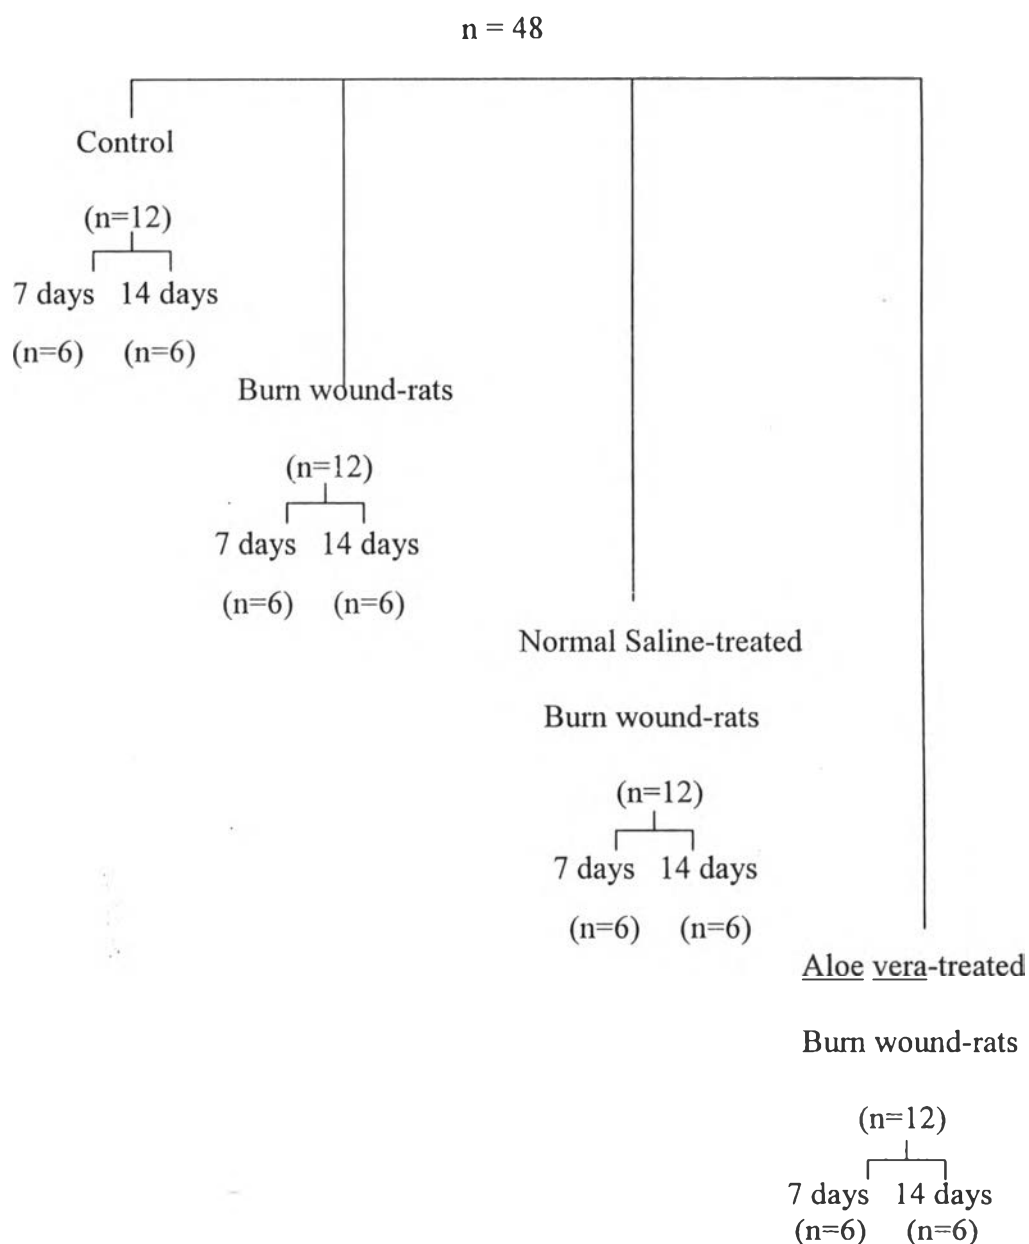 n = 48
Control
(n=12)
7 days 14 days
(n=6) (n=6)
Burn wound-rats
(n=12)
7 days 14 days
(n=6) (n=6)
Normal Saline-treated
Burn wound-rats
(n=12)
7 days 14 days
(n=6) (n=6)
Aloe vera-treated
Burn wound-rats
(n=12)
7 days 14 days
(n=6) (n=6)